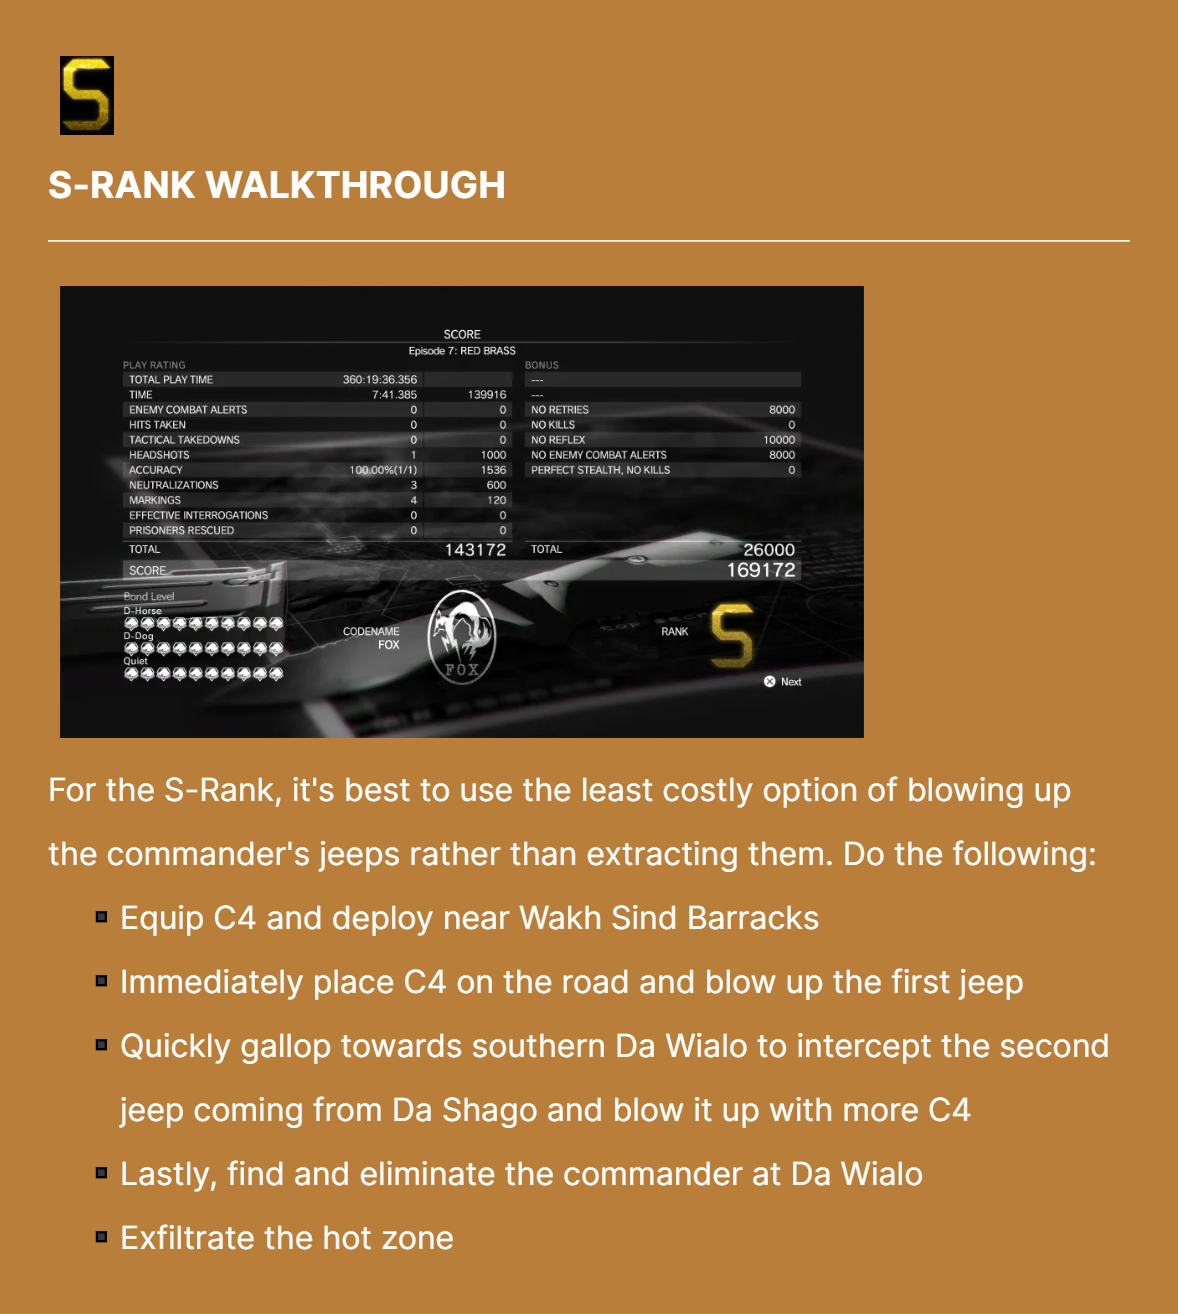 S
S-RANK WALKTHROUGH
SCORE
Episode 7: RED BRASS
PLAY RATING
TOTAL PLAY TIME 360:19:36.356
TIME 7:41.385 139916
ENEMY COMBAT ALERTS 0 0
HITS TAKEN 0 0
TACTICAL TAKEDOWNS 0 0
HEADSHOTS 1 1000
ACCURACY 100.00%(1/1) 1536
NEUTRALIZATIONS 3 600
MARKINGS 4 120
EFFECTIVE INTERROGATIONS 0 0
PRISONERS RESCUED 0 0
TOTAL 143172
BONUS
---
---
NO RETRIES 8000
NO KILLS 0
NO REFLEX 10000
NO ENEMY COMBAT ALERTS 8000
PERFECT STEALTH, NO KILLS 0
TOTAL 26000
SCORE 169172
Bond Level
D-Horse
D-Dog
Quiet
CODENAME
FOX
FOX
RANK S
Next
For the S-Rank, it's best to use the least costly option of blowing up
the commander's jeeps rather than extracting them. Do the following:
Equip C4 and deploy near Wakh Sind Barracks
Immediately place C4 on the road and blow up the first jeep
Quickly gallop towards southern Da Wialo to intercept the second
jeep coming from Da Shago and blow it up with more C4
Lastly, find and eliminate the commander at Da Wialo
Exfiltrate the hot zone